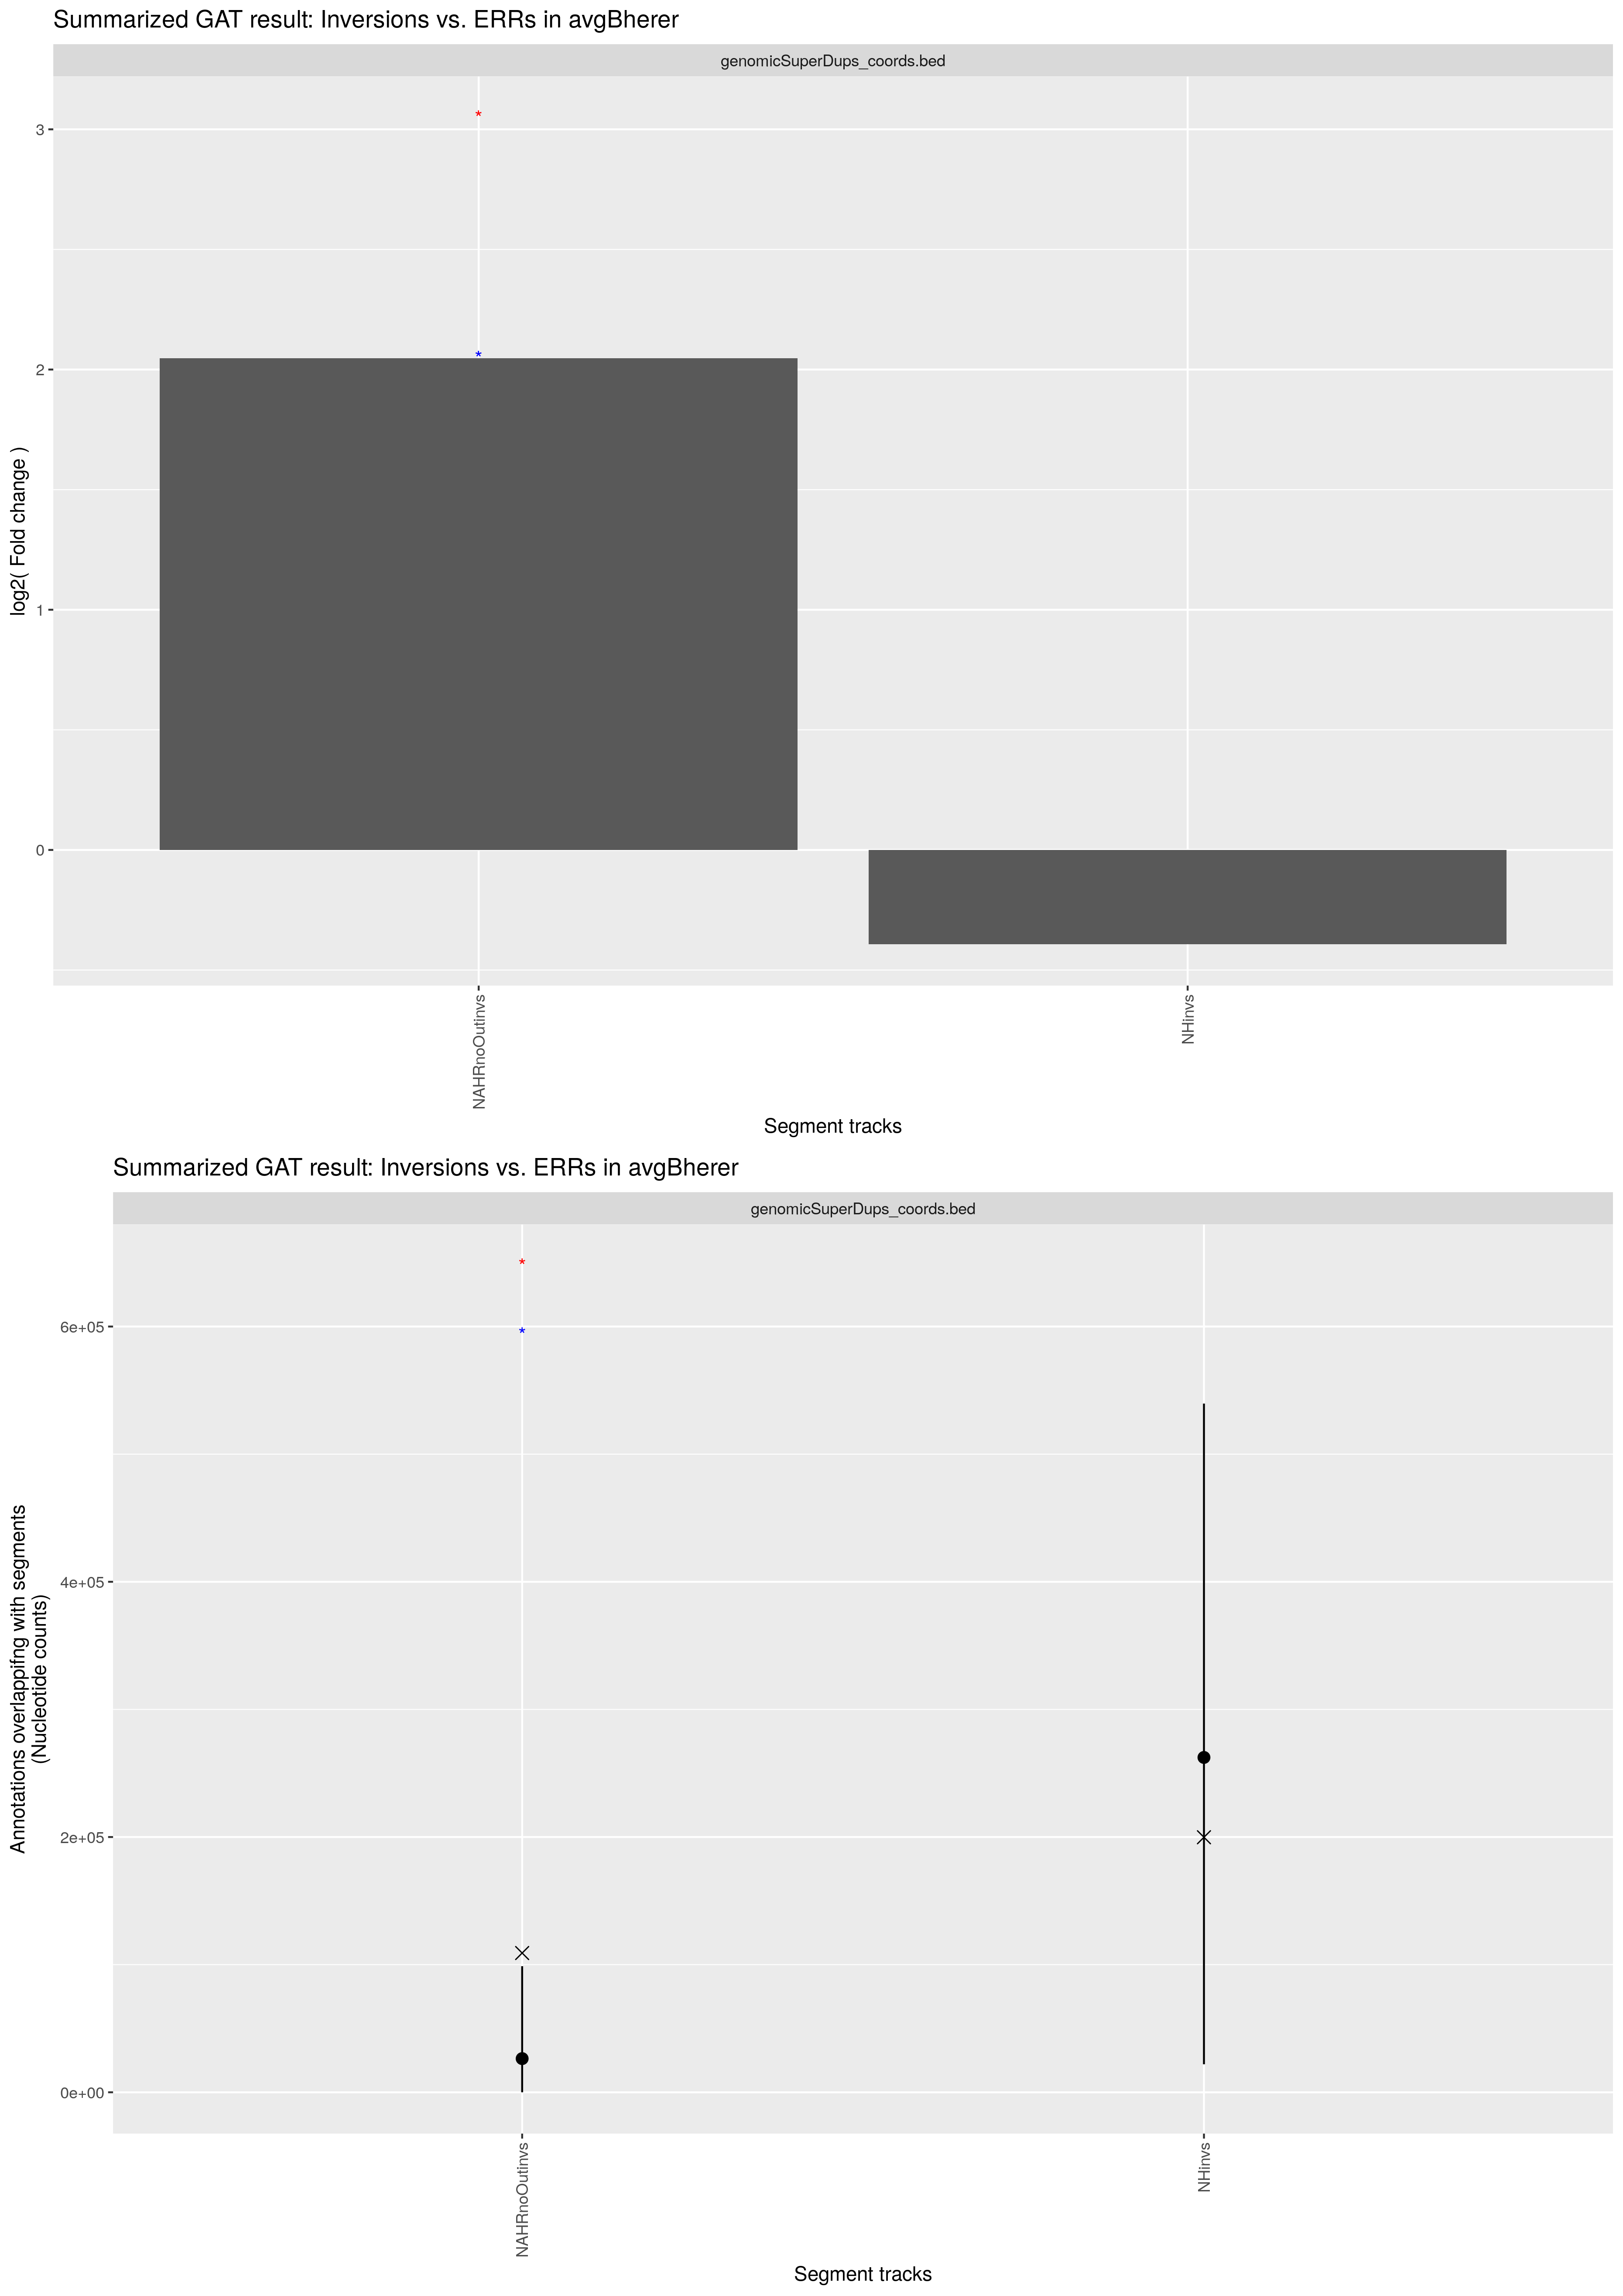 Summarized GAT result: Inversions vs. ERRs in avgBherer
genomicSuperDups_coords.bed
*
3
*
2
log2( Fold change )
1
0
NAHRnoOutinvs
NHinvs
Segment tracks
Summarized GAT result: Inversions vs. ERRs in avgBherer
genomicSuperDups_coords.bed
*
6e+05
*
Annotations overlappifng with segments
(Nucleotide counts)
4e+05
2e+05
0e+00
NAHRnoOutinvs
NHinvs
Segment tracks